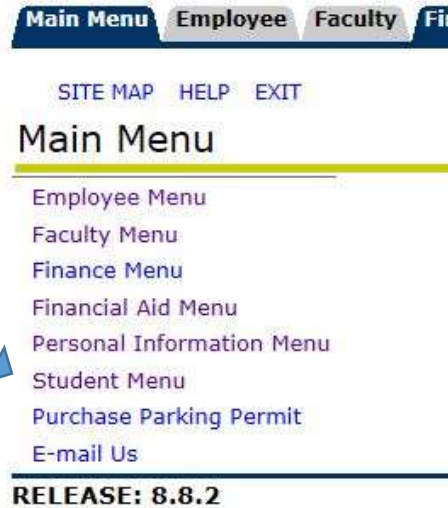 Main Menu Employee Faculty
SITE MAP HELP EXIT
Main Menu
Employee Menu
Faculty Menu
Finance Menu
Financial Aid Menu
Personal Information Menu
Student Menu
Purchase Parking Permit
E-mail Us
RELEASE: 8.8.2